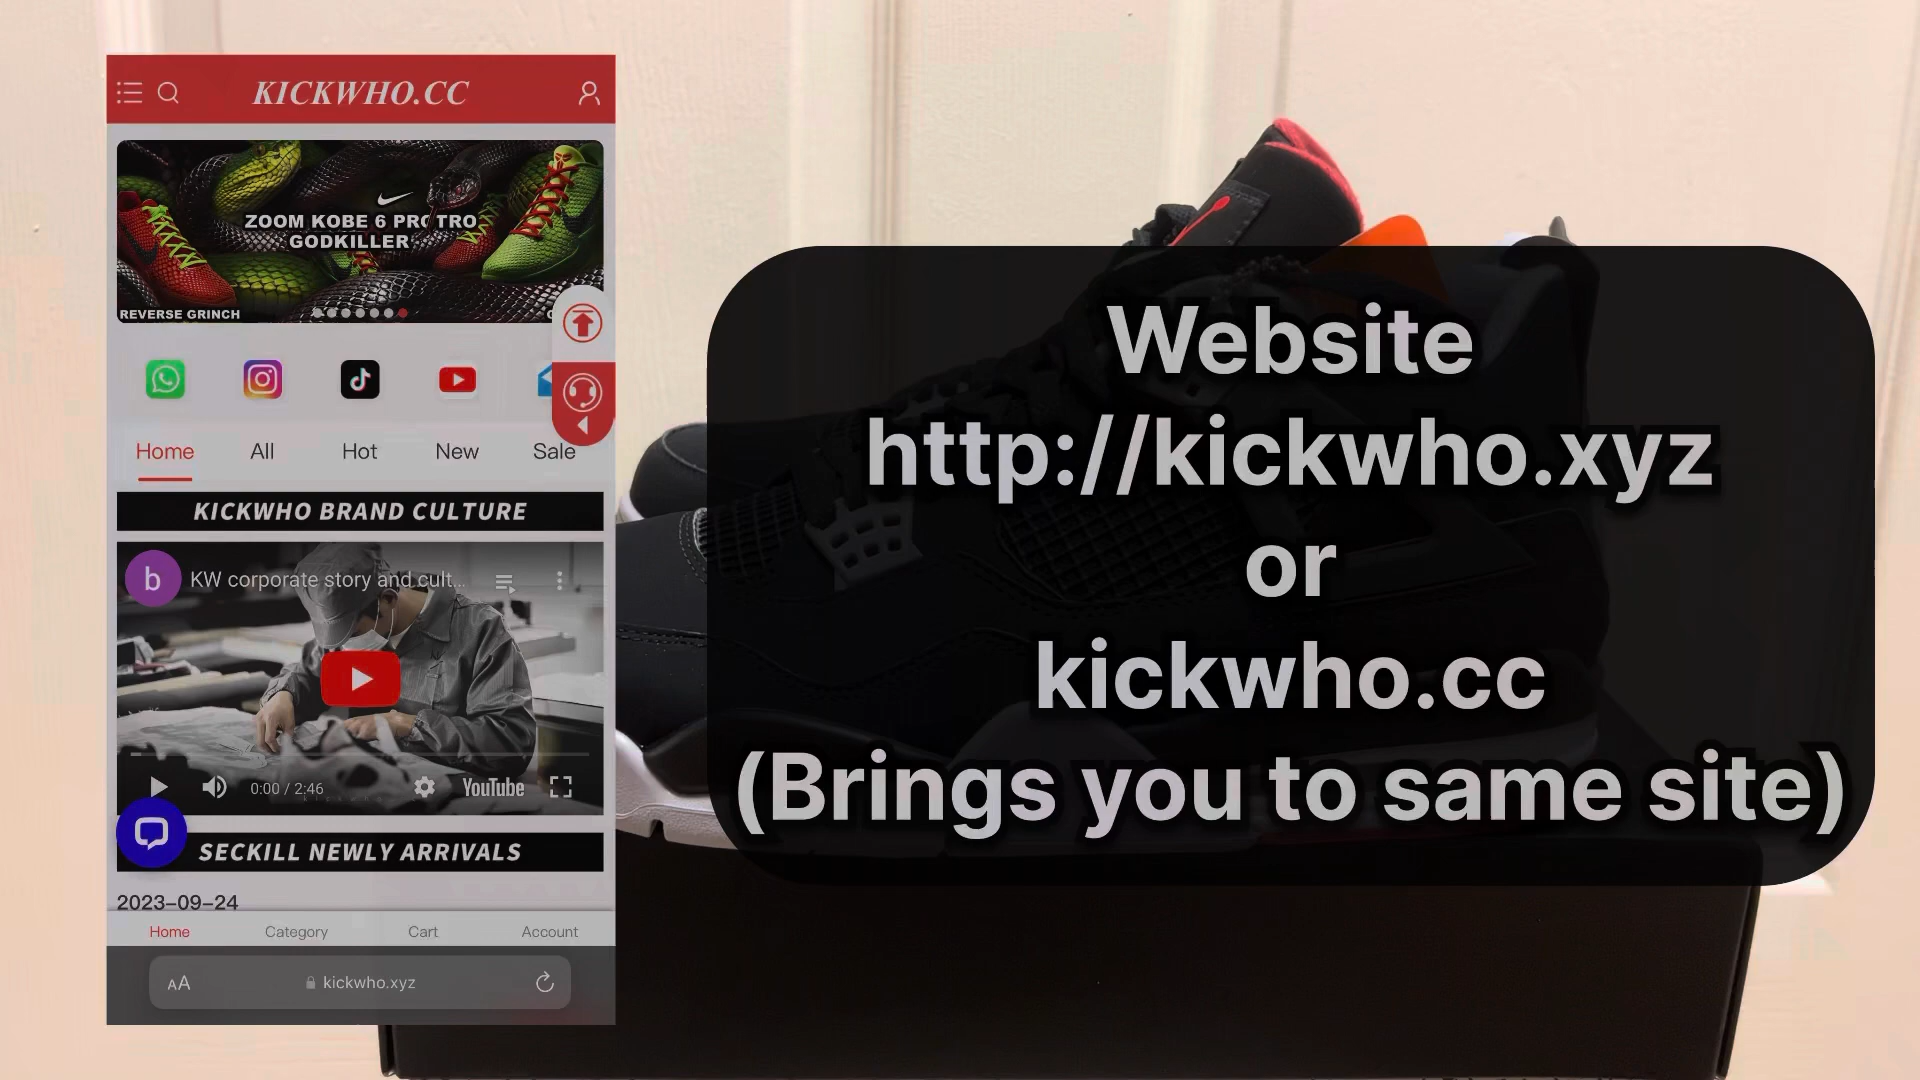 KICKWHO.CC
ZOOM KOBE 6 PROTRO
GODKILLER
REVERSE GRINCH
Home All Hot New Sale
KICKWHO BRAND CULTURE
b KW corporate story and cult...
0:00 / 2:46 YouTube
SECKILL NEWLY ARRIVALS
2023-09-24
Home Category Cart Account
AA kickwho.xyz
Website
http://kickwho.xyz
or
kickwho.cc
(Brings you to same site)